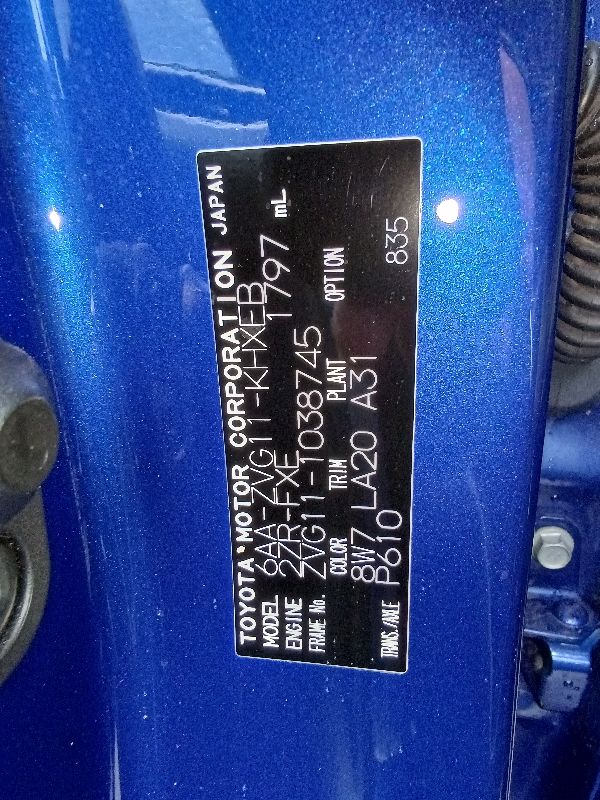 TOYOTA MOTOR CORPORATION JAPAN
MODEL 6AA-ZVG11-KHXEB
ENGINE 2ZR-FXE 1797 mL
FRAME No. ZVG11-1038745
COLOR TRIM PLANT OPTION
8W7 LA20 A31
TRANS./AXLE P610 835